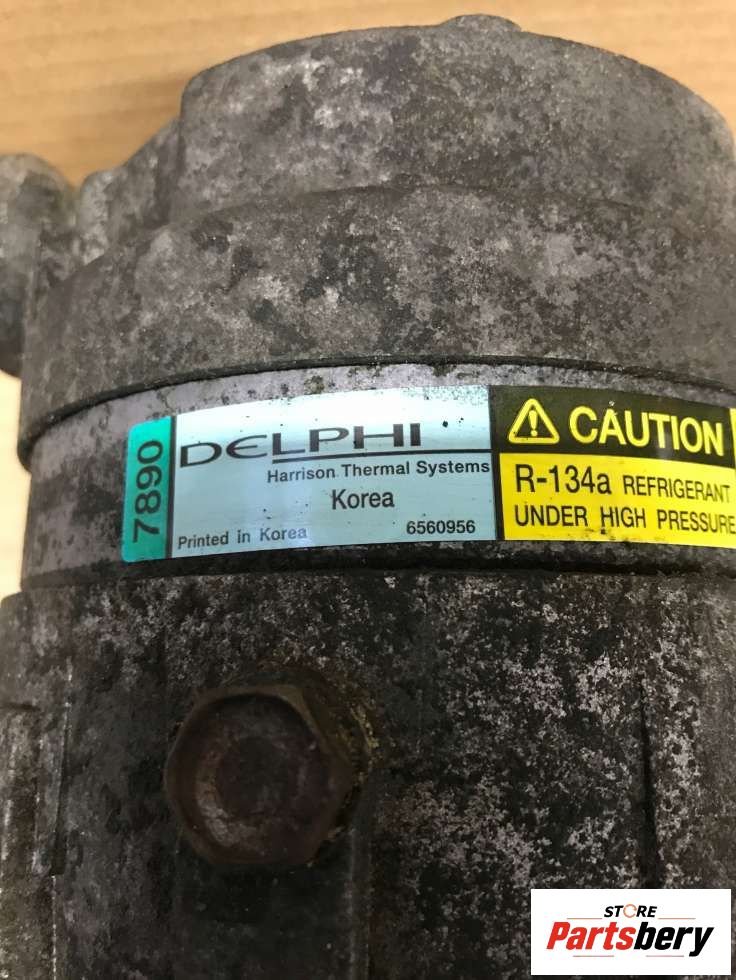 7890
DELPHI
Harrison Thermal Systems
Korea
Printed in Korea 6560956
CAUTION
R-134a REFRIGERANT
UNDER HIGH PRESSURE
STORE
Partsbery